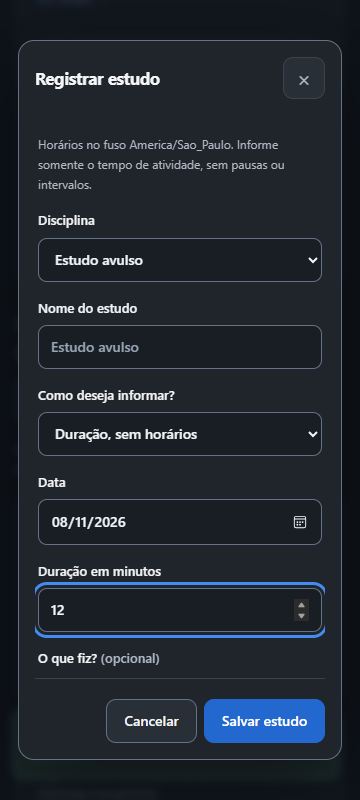 Registrar estudo
×
Horários no fuso America/Sao_Paulo. Informe
somente o tempo de atividade, sem pausas ou
intervalos.
Disciplina
Estudo avulso
Nome do estudo
Estudo avulso
Como deseja informar?
Duração, sem horários
Data
08/11/2026
Duração em minutos
12
O que fiz? (opcional)
Cancelar
Salvar estudo